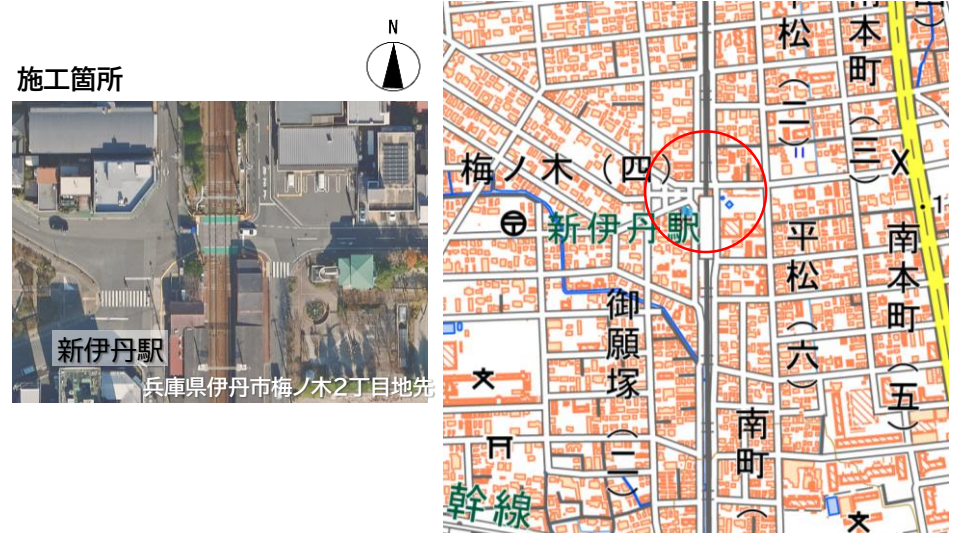 施工箇所
N
新伊丹駅
兵庫県伊丹市梅ノ木2丁目地先
梅ノ木(四)
新伊丹駅
平松(二)
南本町(三)
平松(六)
南本町(五)
御願塚(二)
南町(
幹線
1